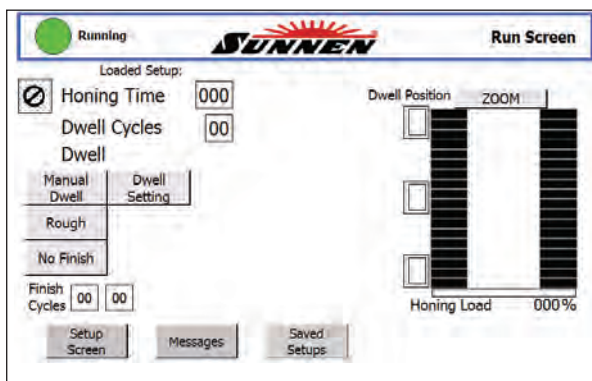 Running
SUNNEN
Run Screen
Loaded Setup:
Honing Time 000
Dwell Cycles 00
Dwell
Manual Dwell
Dwell Setting
Rough
No Finish
Finish Cycles 00 00
Dwell Position
ZOOM
Honing Load 000%
Setup Screen
Messages
Saved Setups